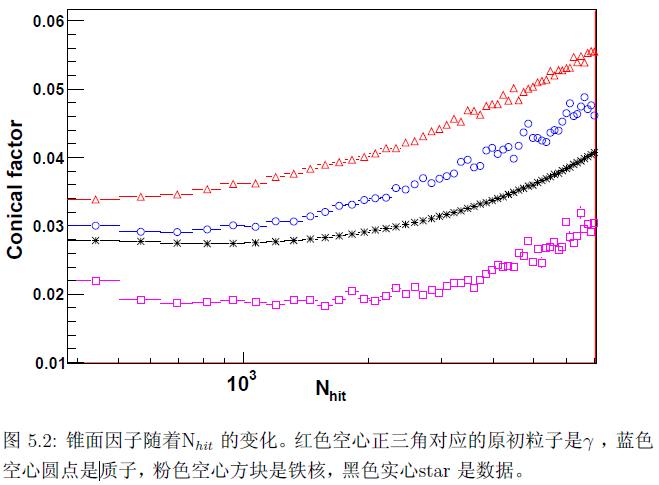 0.06
0.05
0.04
0.03
0.02
0.01
Conical factor
10³
Nhit
图 5.2: 锥面因子随着Nhit 的变化。红色空心正三角对应的原初粒子是γ ，蓝色
空心圆点是质子，粉色空心方块是铁核，黑色实心star 是数据。